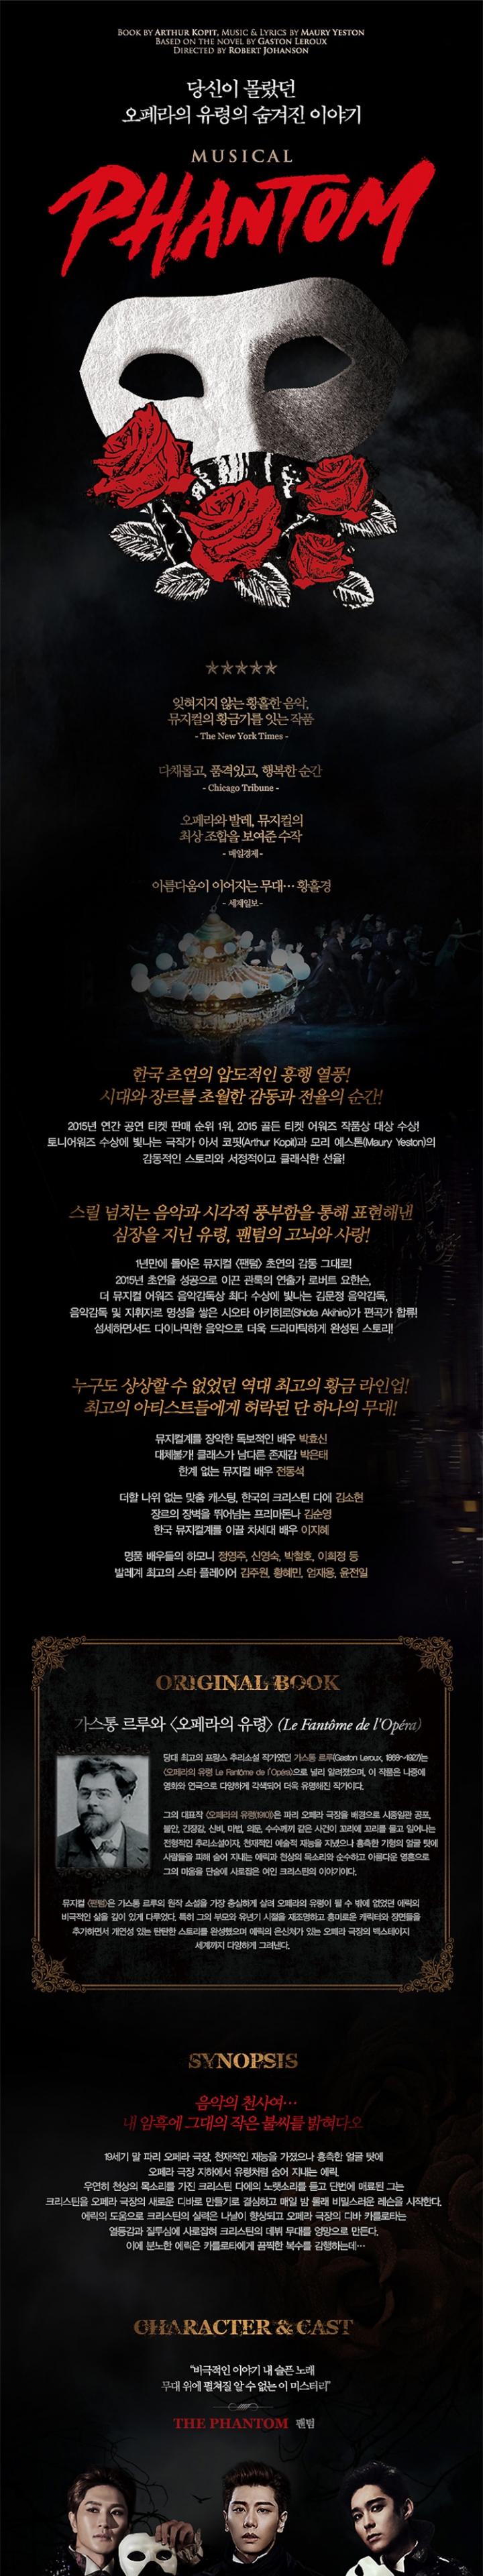 BOOK BY ARTHUR KOPIT, MUSIC & LYRICS BY MAURY YESTON
BASED ON THE NOVEL BY GASTON LEROUX
DIRECTED BY ROBERT JOHANSON
당신이 몰랐던
오페라의 유령의 숨겨진 이야기
MUSICAL
PHANTOM
잊혀지지 않는 황홀한 음악,
뮤지컬의 황금기를 잇는 작품
- The New York Times -
다채롭고, 품격있고, 행복한 순간
- Chicago Tribune -
오페라와 발레, 뮤지컬의
최상 조합을 보여준 수작
- 매일경제 -
아름다움이 이어지는 무대… 황홀경
- 세계일보 -
한국 초연의 압도적인 흥행 열풍!
시대와 장르를 초월한 감동과 전율의 순간!
2015년 연간 공연 티켓 판매 순위 1위, 2015 골든 티켓 어워즈 작품상 대상 수상!
토니어워즈 수상에 빛나는 극작가 아서 코핏(Arthur Kopit)과 모리 예스톤(Maury Yeston)의
감동적인 스토리와 서정적이고 클래식한 선율!
스릴 넘치는 음악과 시각적 풍부함을 통해 표현해낸
심장을 지닌 유령, 팬텀의 고뇌와 사랑!
1년만에 돌아온 뮤지컬 <팬텀> 초연의 감동 그대로!
2015년 초연을 성공으로 이끈 관록의 연출가 로버트 요한슨,
더 뮤지컬 어워즈 음악감독상 최다 수상에 빛나는 김문정 음악감독,
음악감독 및 지휘자로 명성을 쌓은 시오타 아키히로(Shiota Akihiro)가 편곡가 합류!
섬세하면서도 다이나믹한 음악으로 더욱 드라마틱하게 완성된 스토리!
누구도 상상할 수 없었던 역대 최고의 황금 라인업!
최고의 아티스트들에게 허락된 단 하나의 무대!
뮤지컬계를 장악한 독보적인 배우 박효신
대체불가! 클래스가 남다른 존재감 박은태
한계 없는 뮤지컬 배우 전동석
더할 나위 없는 맞춤 캐스팅, 한국의 크리스틴 다에 김소현
장르의 장벽을 뛰어넘는 프리마돈나 김순영
한국 뮤지컬계를 이끌 차세대 배우 이지혜
명품 배우들의 하모니 정영주, 신영숙, 박철호, 이희정 등
발레계 최고의 스타 플레이어 김주원, 황혜민, 엄재용, 윤전일
ORIGINAL BOOK
가스통 르루와 <오페라의 유령> (Le Fantôme de l'Opéra)
당대 최고의 프랑스 추리소설 작가였던 가스통 르루(Gaston Leroux, 1868~1927)는
<오페라의 유령 Le Fantôme de l'Opéra>으로 널리 알려졌으며, 이 작품은 나중에
영화와 연극으로 다양하게 각색되어 더욱 유명해진 작가이다.
그의 대표작 <오페라의 유령(1910)>은 파리 오페라 극장을 배경으로 시종일관 공포,
불안, 긴장감, 신비, 마법, 의문, 수수께끼 같은 사건이 꼬리에 꼬리를 물고 일어나는
전형적인 추리소설이자, 천재적인 예술적 재능을 지녔으나 흉측한 기형의 얼굴 탓에
사람들을 피해 숨어 지내는 에릭과 천상의 목소리와 순수하고 아름다운 영혼으로
그의 마음을 단숨에 사로잡은 여인 크리스틴의 이야기이다.
뮤지컬 <팬텀>은 가스통 르루의 원작 소설을 가장 충실하게 살려 오페라의 유령이 될 수 밖에 없었던 에릭의
비극적인 삶을 깊이 있게 다루었다. 특히 그의 부모와 유년기 시절을 재조명하고 흥미로운 캐릭터와 장면들을
추가하면서 개연성 있는 탄탄한 스토리를 완성했으며 에릭의 은신처가 있는 오페라 극장의 백스테이지
세계까지 다양하게 그려낸다.
SYNOPSIS
음악의 천사여…
내 암흑에 그대의 작은 불씨를 밝혀다오
19세기 말 파리 오페라 극장, 천재적인 재능을 가졌으나 흉측한 얼굴 탓에
오페라 극장 지하에서 유령처럼 숨어 지내는 에릭.
우연히 천상의 목소리를 가진 크리스틴 다에의 노랫소리를 듣고 단번에 매료된 그는
크리스틴을 오페라 극장의 새로운 디바로 만들기로 결심하고 매일 밤 몰래 비밀스러운 레슨을 시작한다.
에릭의 도움으로 크리스틴의 실력은 나날이 향상되고 오페라 극장의 디바 카를로타는
열등감과 질투심에 사로잡혀 크리스틴의 데뷔 무대를 엉망으로 만든다.
이에 분노한 에릭은 카를로타에게 끔찍한 복수를 감행하는데…
CHARACTER & CAST
“비극적인 이야기 내 슬픈 노래
무대 위에 펼쳐질 알 수 없는 이 미스터리”
THE PHANTOM 팬텀